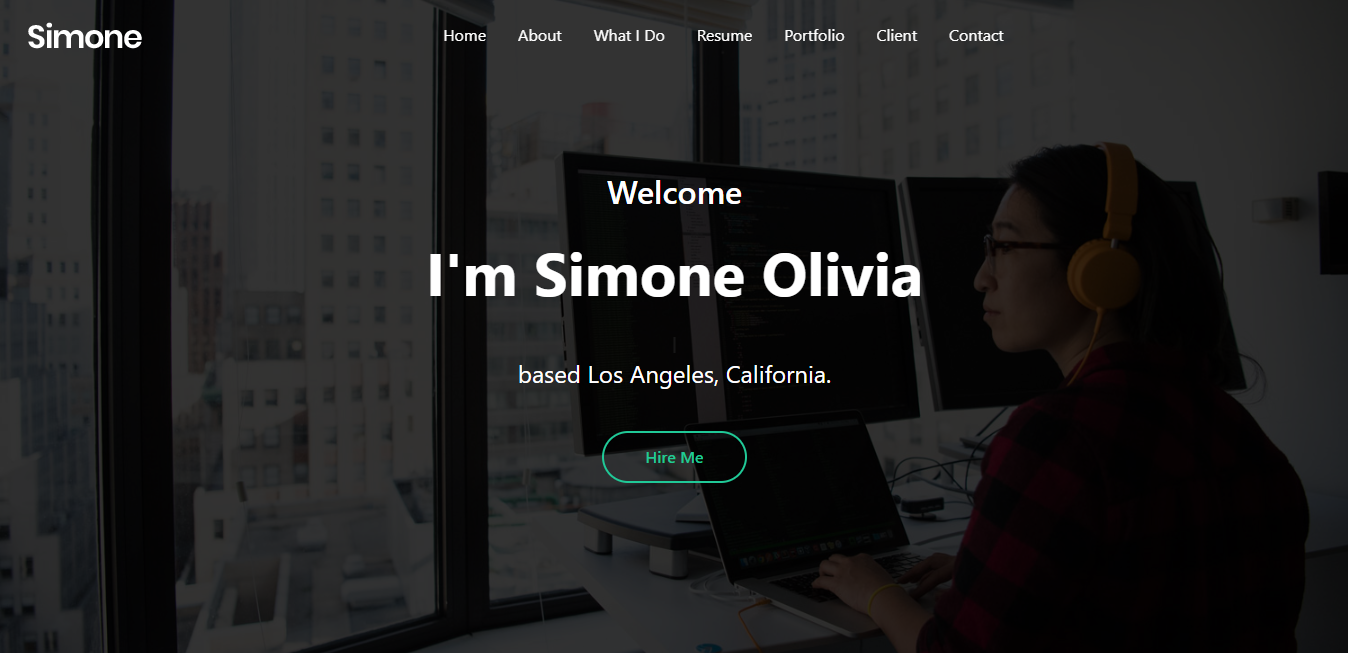 Simone
Home About What I Do Resume Portfolio Client Contact
Welcome
I'm Simone Olivia
based Los Angeles, California.
Hire Me